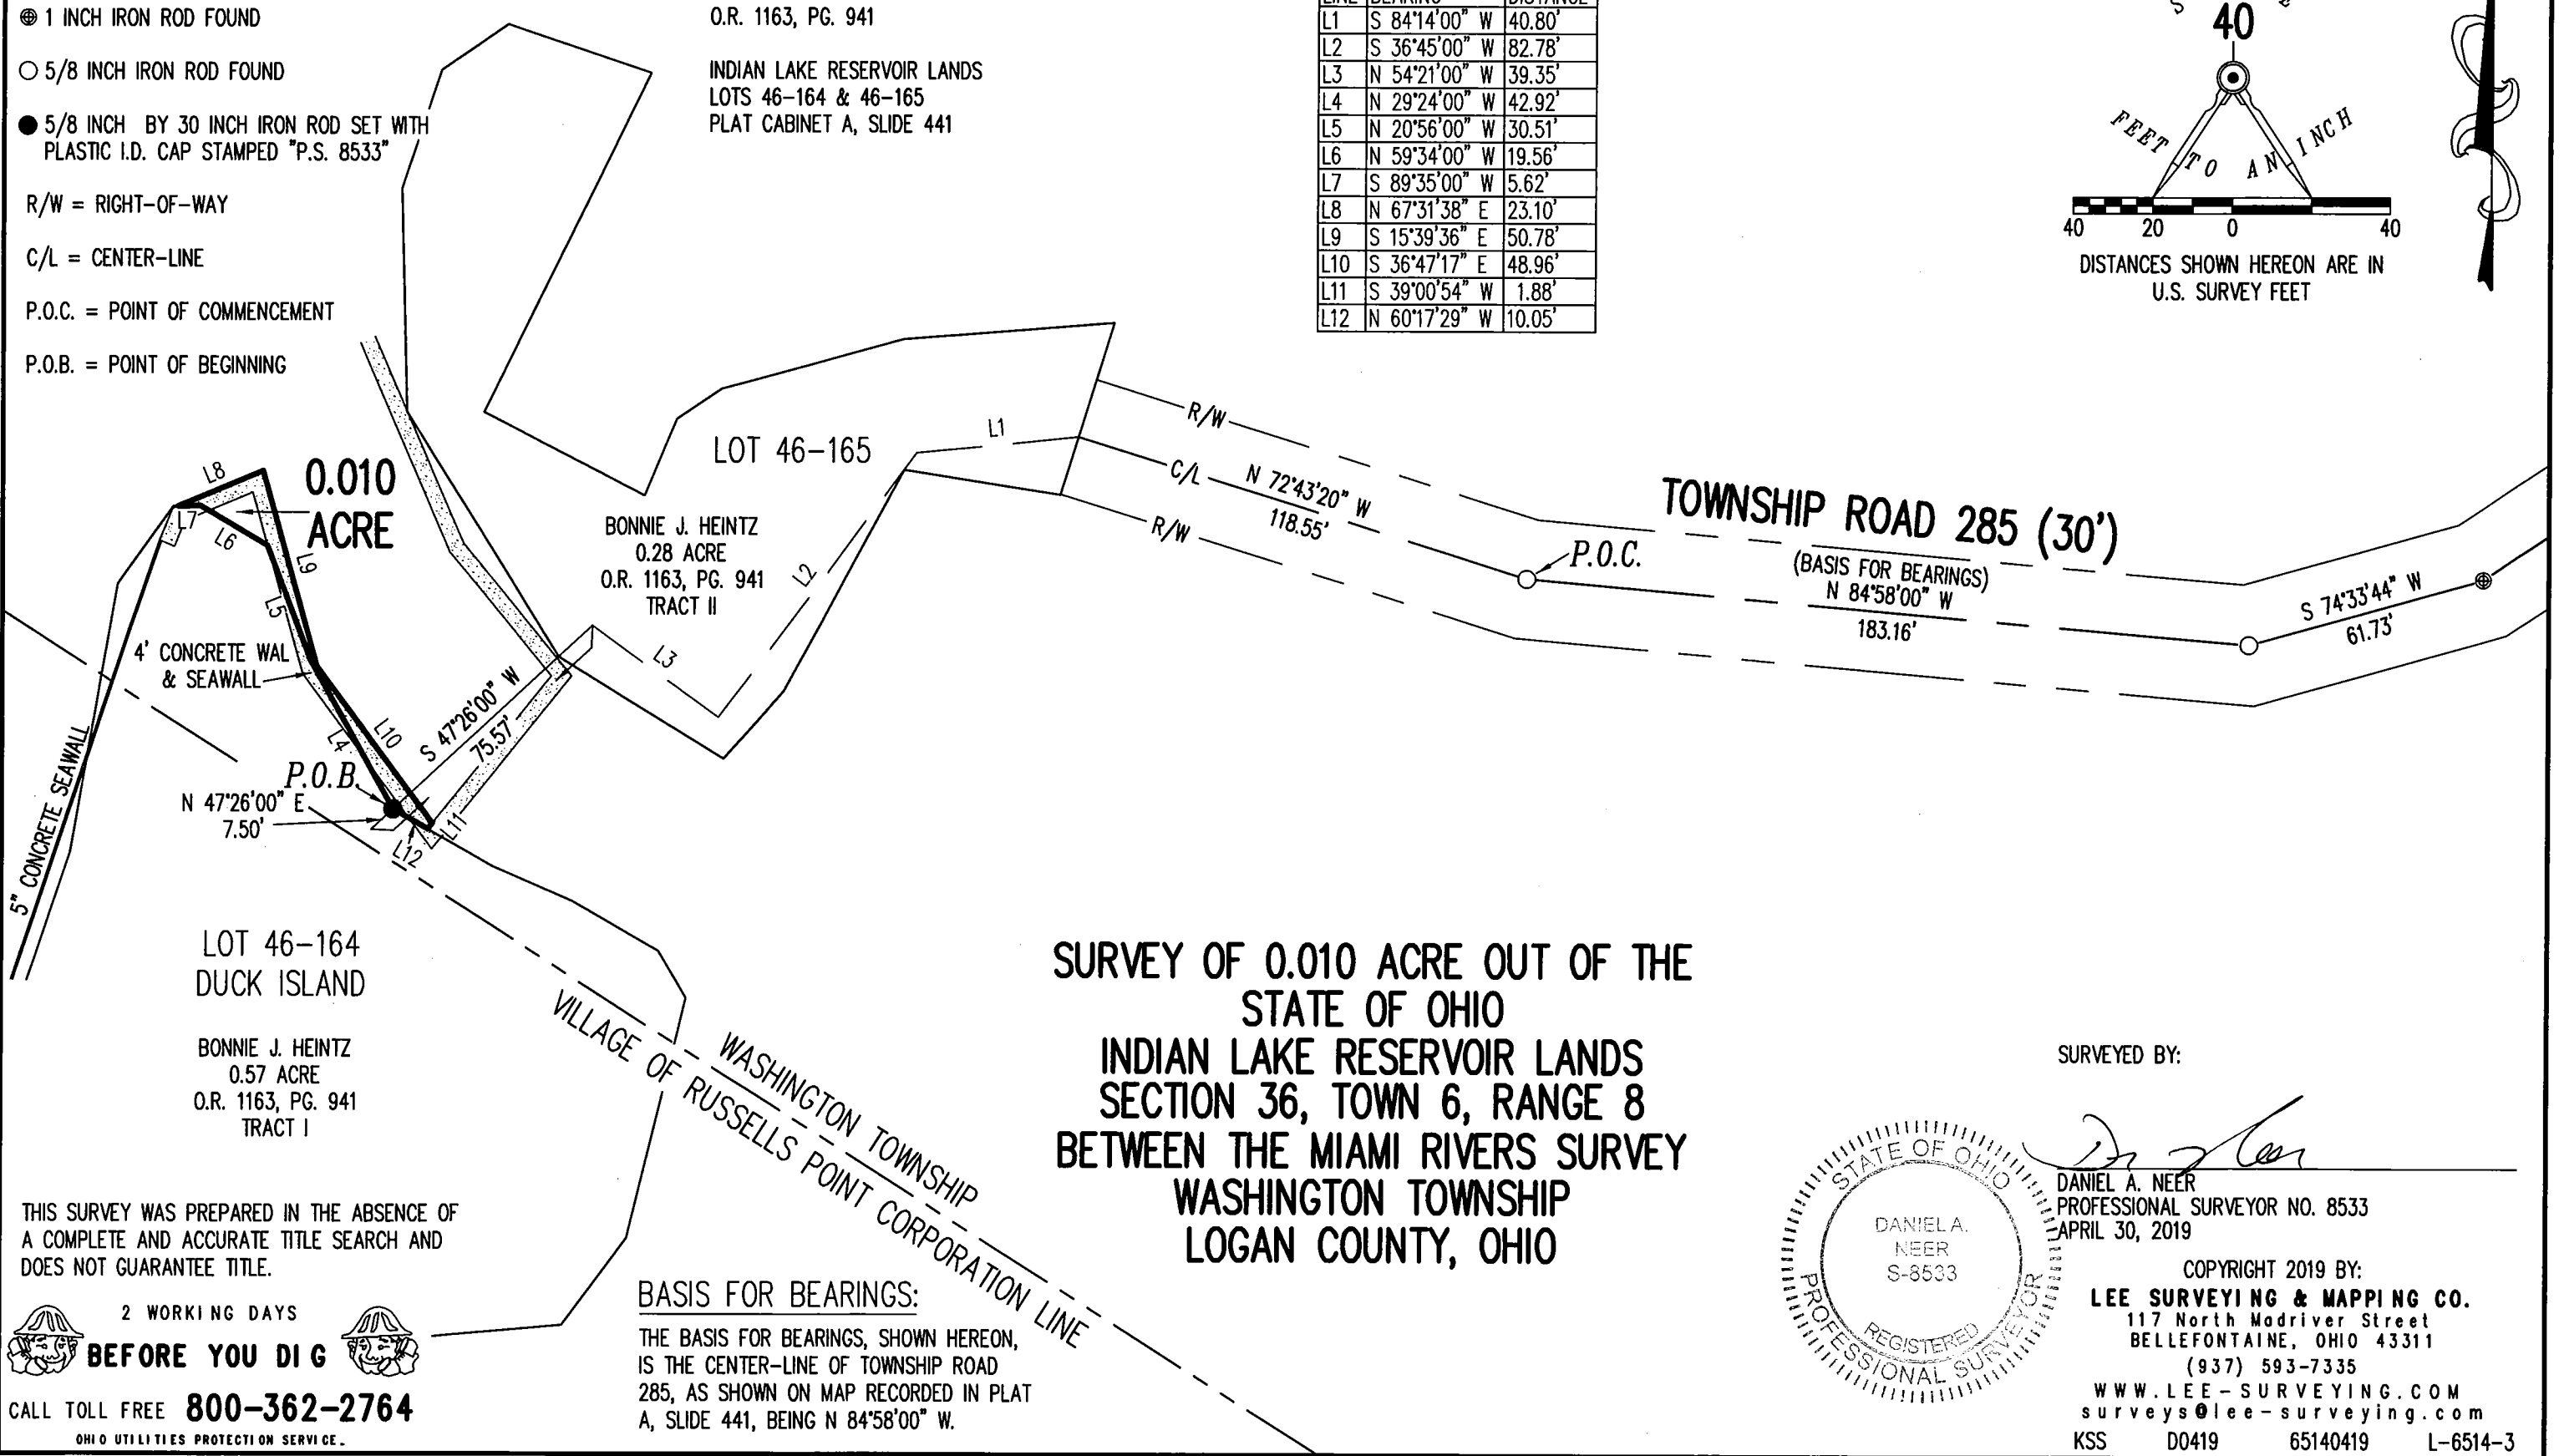 1 INCH IRON ROD FOUND
5/8 INCH IRON ROD FOUND
5/8 INCH BY 30 INCH IRON ROD SET WITH
PLASTIC I.D. CAP STAMPED "P.S. 8533"
R/W = RIGHT-OF-WAY
C/L = CENTER-LINE
P.O.C. = POINT OF COMMENCEMENT
P.O.B. = POINT OF BEGINNING
O.R. 1163, PG. 941
INDIAN LAKE RESERVOIR LANDS
LOTS 46-164 & 46-165
PLAT CABINET A, SLIDE 441
LINE BEARING DISTANCE
L1 S 84°14'00" W 40.80'
L2 S 36°45'00" W 82.78'
L3 N 54°21'00" W 39.35'
L4 N 29°24'00" W 42.92'
L5 N 20°56'00" W 30.51'
L6 N 59°34'00" W 19.56'
L7 S 89°35'00" W 5.62'
L8 N 67°31'38" E 23.10'
L9 S 15°39'36" E 50.78'
L10 S 36°47'17" E 48.96'
L11 S 39°00'54" W 1.88'
L12 N 60°17'29" W 10.05'
40
FEET TO AN INCH
40 20 0 40
DISTANCES SHOWN HEREON ARE IN
U.S. SURVEY FEET
L8
0.010
ACRE
L7
L6
L9
L5
4' CONCRETE WAL
& SEAWALL
L4
L10
S 47°26'00" W
75.57'
P.O.B.
N 47°26'00" E
7.50'
L11
L12
5" CONCRETE SEAWALL
LOT 46-165
L1
BONNIE J. HEINTZ
0.28 ACRE
O.R. 1163, PG. 941
TRACT II
L2
L3
R/W
C/L
N 72°43'20" W
118.55'
R/W
P.O.C.
TOWNSHIP ROAD 285 (30')
(BASIS FOR BEARINGS)
N 84°58'00" W
183.16'
S 74°33'44" W
61.73'
LOT 46-164
DUCK ISLAND
BONNIE J. HEINTZ
0.57 ACRE
O.R. 1163, PG. 941
TRACT I
WASHINGTON TOWNSHIP
VILLAGE OF RUSSELLS POINT CORPORATION LINE
THIS SURVEY WAS PREPARED IN THE ABSENCE OF
A COMPLETE AND ACCURATE TITLE SEARCH AND
DOES NOT GUARANTEE TITLE.
2 WORKING DAYS
BEFORE YOU DIG
CALL TOLL FREE 800-362-2764
OHIO UTILITIES PROTECTION SERVICE.
BASIS FOR BEARINGS:
THE BASIS FOR BEARINGS, SHOWN HEREON,
IS THE CENTER-LINE OF TOWNSHIP ROAD
285, AS SHOWN ON MAP RECORDED IN PLAT
A, SLIDE 441, BEING N 84°58'00" W.
SURVEY OF 0.010 ACRE OUT OF THE
STATE OF OHIO
INDIAN LAKE RESERVOIR LANDS
SECTION 36, TOWN 6, RANGE 8
BETWEEN THE MIAMI RIVERS SURVEY
WASHINGTON TOWNSHIP
LOGAN COUNTY, OHIO
SURVEYED BY:
DANIEL A. NEER
PROFESSIONAL SURVEYOR NO. 8533
APRIL 30, 2019
STATE OF OHIO
DANIEL A.
NEER
S-8533
REGISTERED
PROFESSIONAL SURVEYOR
COPYRIGHT 2019 BY:
LEE SURVEYING & MAPPING CO.
117 North Madriver Street
BELLEFONTAINE, OHIO 43311
(937) 593-7335
WWW.LEE-SURVEYING.COM
surveys@lee-surveying.com
KSS D0419 65140419 L-6514-3